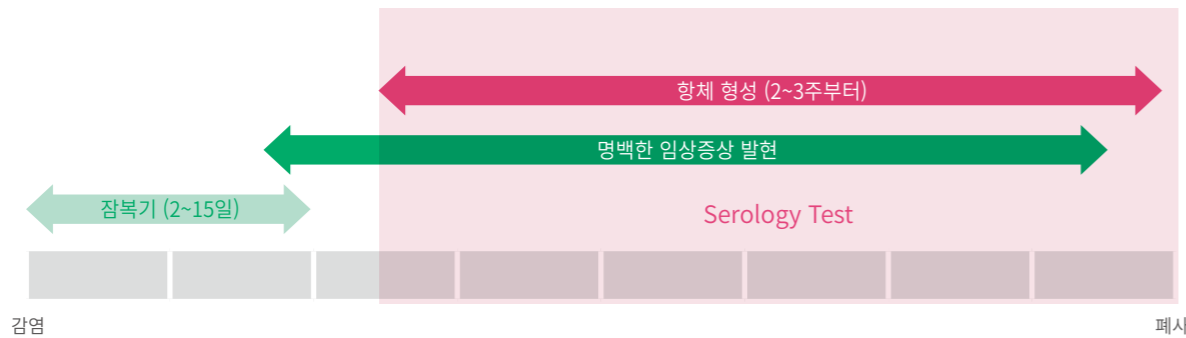 항체 형성 (2~3주부터)
명백한 임상증상 발현
잠복기 (2~15일)
Serology Test
감염
폐사